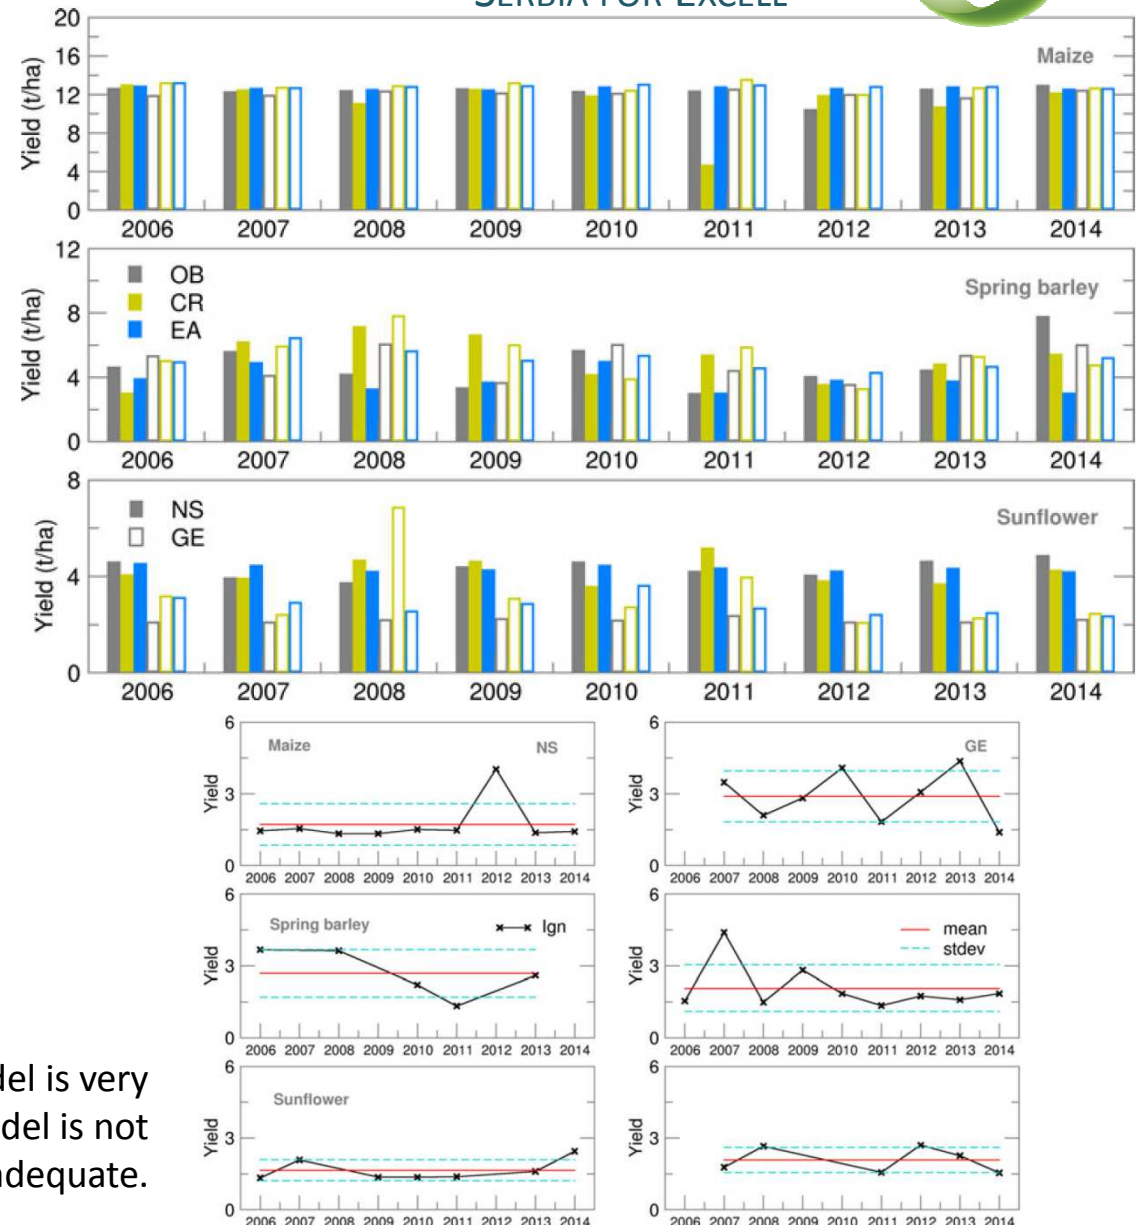 SERBIA FOR EXCELL
20
16
12
8
4
0
Yield (t/ha)
Maize
2006 2007 2008 2009 2010 2011 2012 2013 2014
12
8
4
0
Yield (t/ha)
OB
CR
EA
Spring barley
2006 2007 2008 2009 2010 2011 2012 2013 2014
8
4
0
Yield (t/ha)
NS
GE
Sunflower
2006 2007 2008 2009 2010 2011 2012 2013 2014
6
3
0
Yield
Maize NS
2006 2007 2008 2009 2010 2011 2012 2013 2014
6
3
0
Yield
GE
2006 2007 2008 2009 2010 2011 2012 2013 2014
6
3
0
Yield
Spring barley
Ign
2006 2007 2008 2009 2010 2011 2012 2013 2014
6
3
0
Yield
mean
stdev
2006 2007 2008 2009 2010 2011 2012 2013 2014
6
3
0
Yield
Sunflower
2006 2007 2008 2009 2010 2011 2012 2013 2014
6
3
0
Yield
2006 2007 2008 2009 2010 2011 2012 2013 2014
del is very
del is not
adequate.